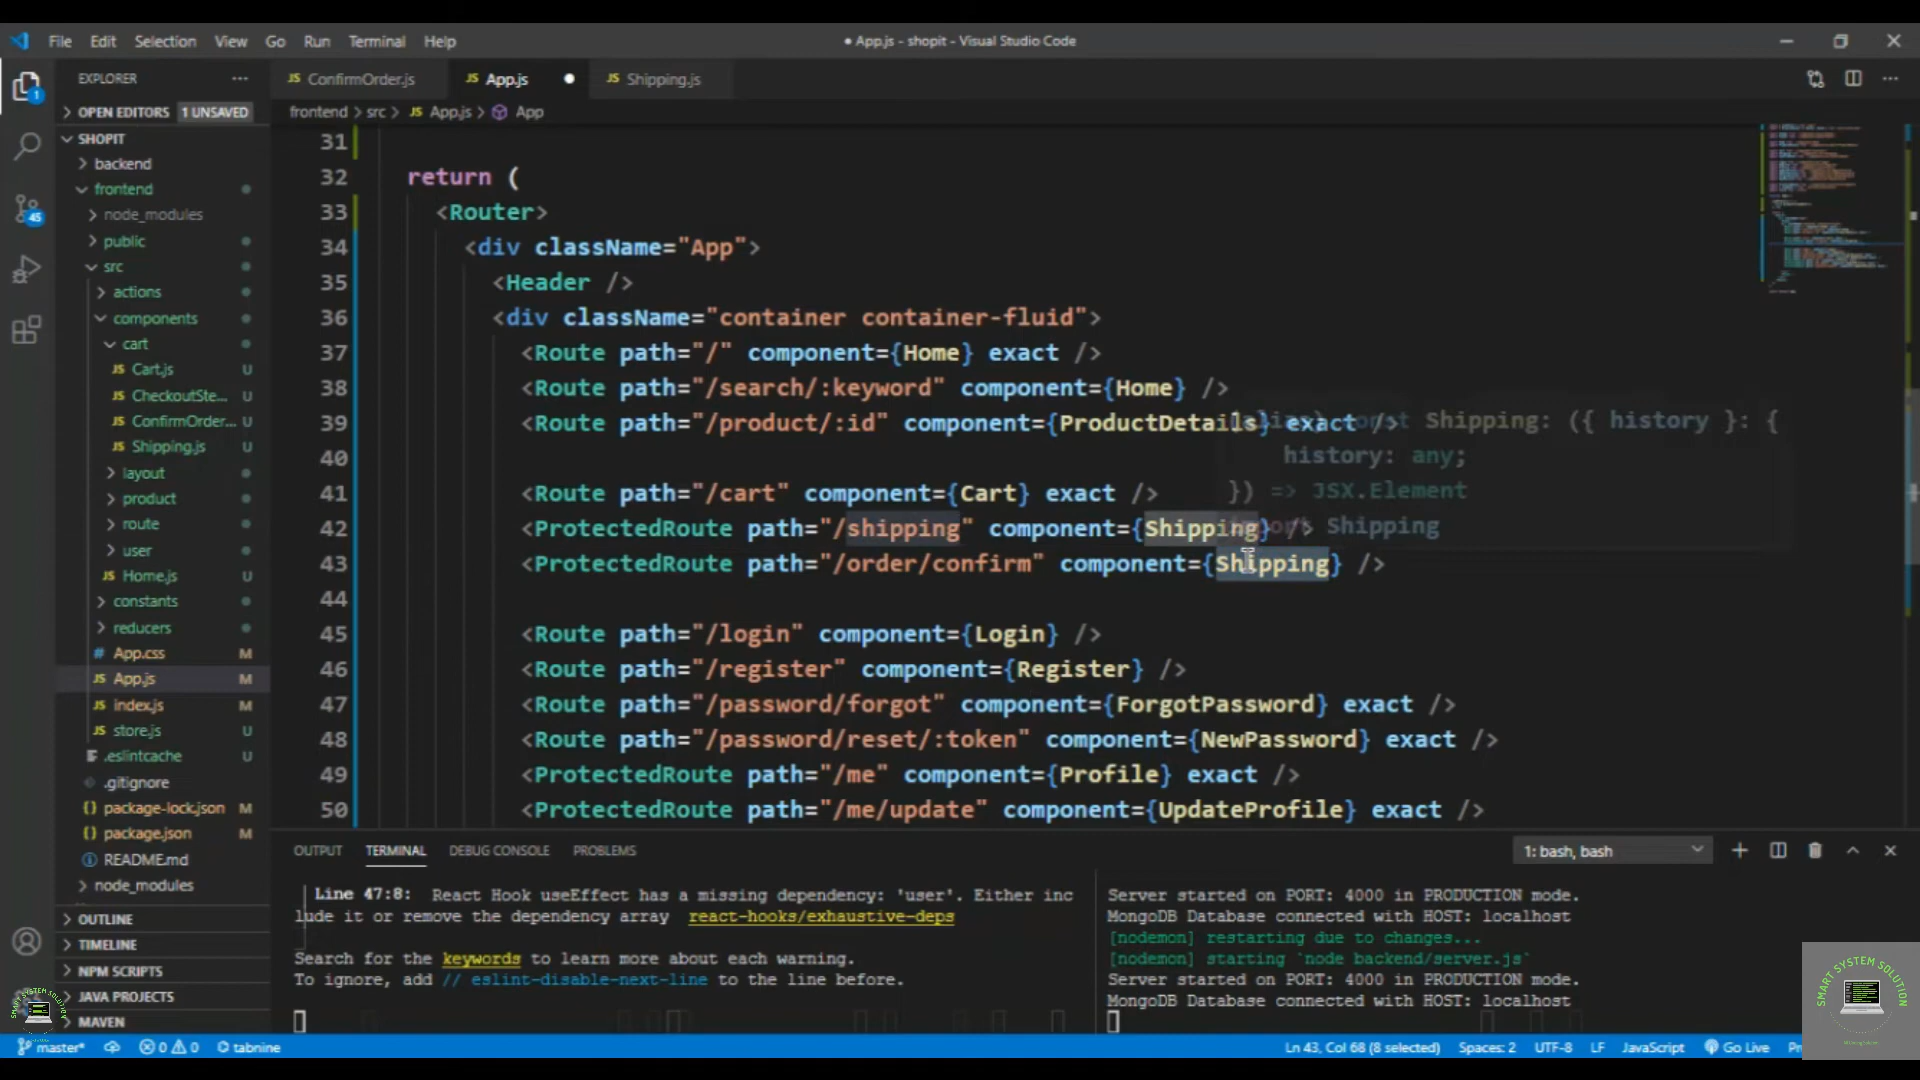 File Edit Selection View Go Run Terminal Help
● App.js - shopit - Visual Studio Code
EXPLORER
ConfirmOrder.js
App.js
Shipping.js
OPEN EDITORS 1 UNSAVED
frontend > src > App.js > App
SHOPIT
backend
frontend
node_modules
public
src
actions
components
cart
Cart.js U
CheckoutSte... U
ConfirmOrder... U
Shipping.js U
layout
product
route
user
Home.js U
constants
reducers
App.css M
App.js M
index.js M
store.js U
.eslintcache U
.gitignore
package-lock.json M
package.json M
README.md
node_modules
OUTLINE
TIMELINE
NPM SCRIPTS
JAVA PROJECTS
MAVEN
1
45
31
32 return (
33 <Router>
34 <div className="App">
35 <Header />
36 <div className="container container-fluid">
37 <Route path="/" component={Home} exact />
38 <Route path="/search/:keyword" component={Home} />
39 <Route path="/product/:id" component={ProductDetails} exact />
40
41 <Route path="/cart" component={Cart} exact />
42 <ProtectedRoute path="/shipping" component={Shipping} />
43 <ProtectedRoute path="/order/confirm" component={Shipping} />
44
45 <Route path="/login" component={Login} />
46 <Route path="/register" component={Register} />
47 <Route path="/password/forgot" component={ForgotPassword} exact />
48 <Route path="/password/reset/:token" component={NewPassword} exact />
49 <ProtectedRoute path="/me" component={Profile} exact />
50 <ProtectedRoute path="/me/update" component={UpdateProfile} exact />
Shipping: ({ history }: {
history: any;
}) => JSX.Element
Shipping
OUTPUT TERMINAL DEBUG CONSOLE PROBLEMS
1: bash, bash
Line 47:8: React Hook useEffect has a missing dependency: 'user'. Either inc
lude it or remove the dependency array react-hooks/exhaustive-deps
Search for the keywords to learn more about each warning.
To ignore, add // eslint-disable-next-line to the line before.
Server started on PORT: 4000 in PRODUCTION mode.
MongoDB Database connected with HOST: localhost
[nodemon] restarting due to changes...
[nodemon] starting `node backend/server.js`
Server started on PORT: 4000 in PRODUCTION mode.
MongoDB Database connected with HOST: localhost
SMART SYSTEM SOLUTION
SMART SYSTEM SOLUTION
master* 0 0 tabnine
Ln 43, Col 68 (8 selected) Spaces: 2 UTF-8 LF JavaScript Go Live